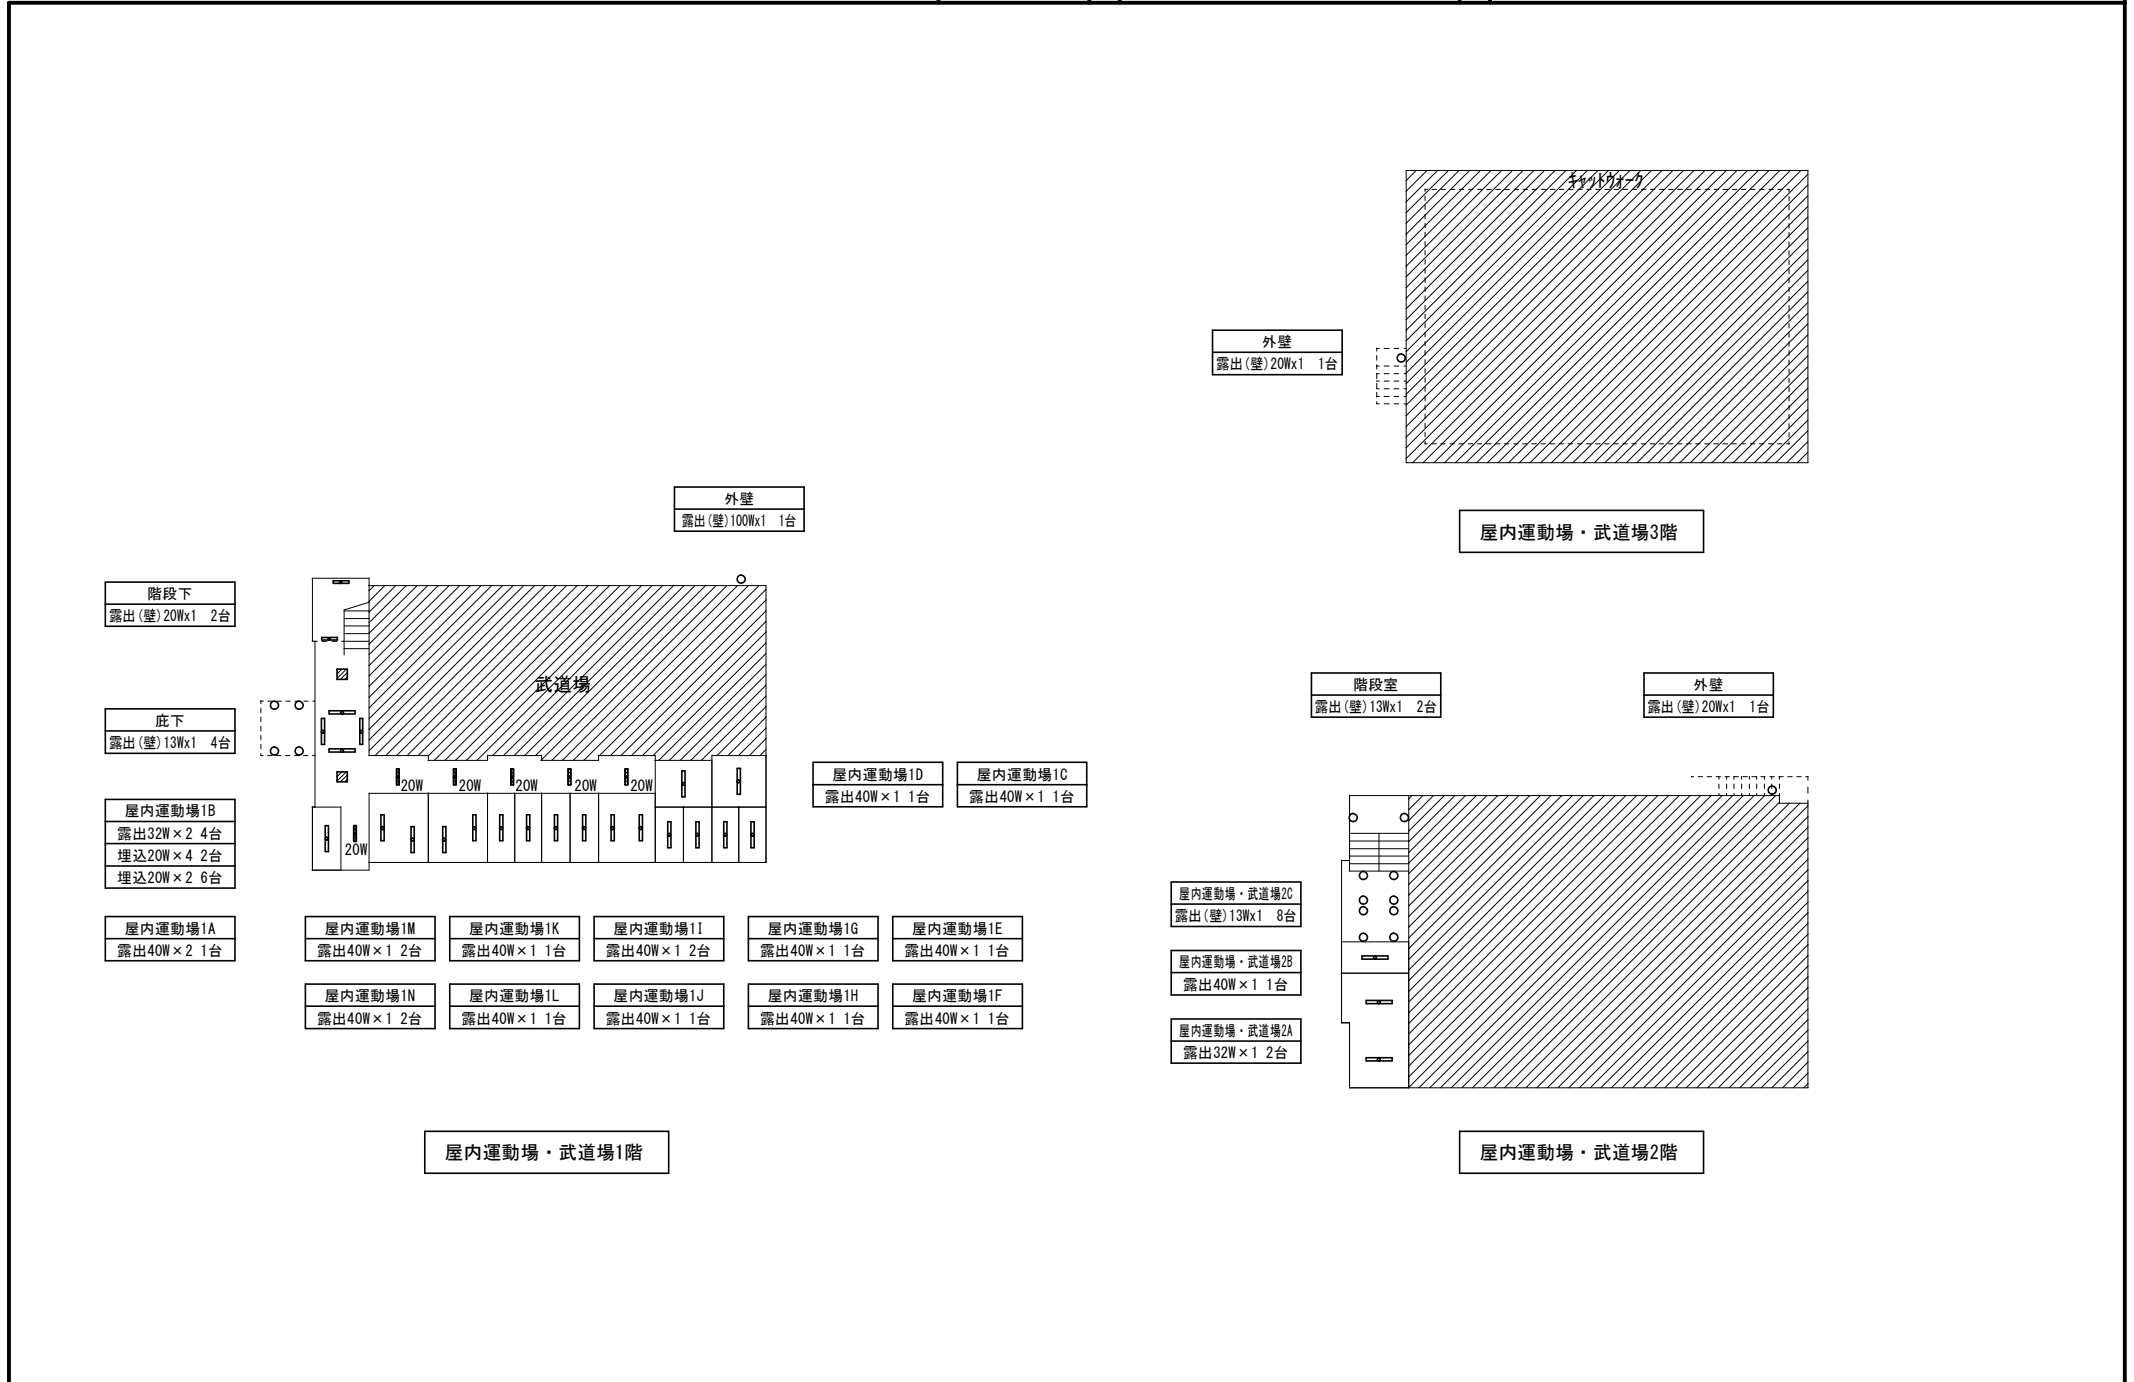 キャットウォーク
外壁
露出(壁)20Wx1 1台
屋内運動場・武道場3階
外壁
露出(壁)100Wx1 1台
階段下
露出(壁)20Wx1 2台
庇下
露出(壁)13Wx1 4台
屋内運動場1B
露出32W×2 4台
埋込20W×4 2台
埋込20W×2 6台
屋内運動場1A
露出40W×2 1台
武道場
20W
20W
20W
20W
20W
20W
屋内運動場1D
露出40W×1 1台
屋内運動場1C
露出40W×1 1台
屋内運動場1M
露出40W×1 2台
屋内運動場1K
露出40W×1 1台
屋内運動場1I
露出40W×1 2台
屋内運動場1G
露出40W×1 1台
屋内運動場1E
露出40W×1 1台
屋内運動場1N
露出40W×1 2台
屋内運動場1L
露出40W×1 1台
屋内運動場1J
露出40W×1 1台
屋内運動場1H
露出40W×1 1台
屋内運動場1F
露出40W×1 1台
屋内運動場・武道場1階
階段室
露出(壁)13Wx1 2台
外壁
露出(壁)20Wx1 1台
屋内運動場・武道場2C
露出(壁)13Wx1 8台
屋内運動場・武道場2B
露出40W×1 1台
屋内運動場・武道場2A
露出32W×1 2台
屋内運動場・武道場2階